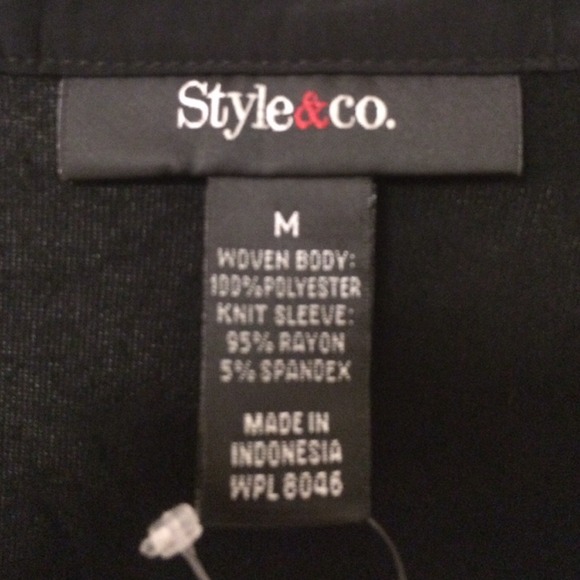 Style&co.
M
WOVEN BODY:
100%POLYESTER
KNIT SLEEVE:
95% RAYON
5% SPANDEX
MADE IN
INDONESIA
WPL 8046